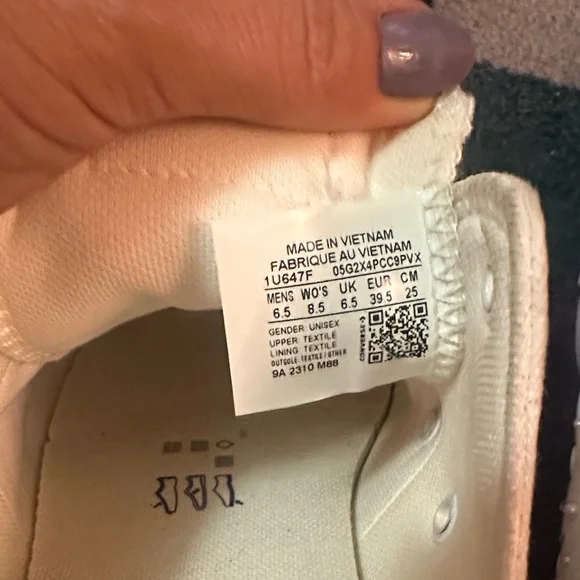 MADE IN VIETNAM
FABRIQUE AU VIETNAM
1U647F 05G2X4PCC9PVX
MENS WO'S UK EUR CM
6.5 8.5 6.5 39.5 25
GENDER: UNISEX
UPPER: TEXTILE
LINING: TEXTILE
OUTSOLE: TEXTILE / OTHER
9A 2310 M88